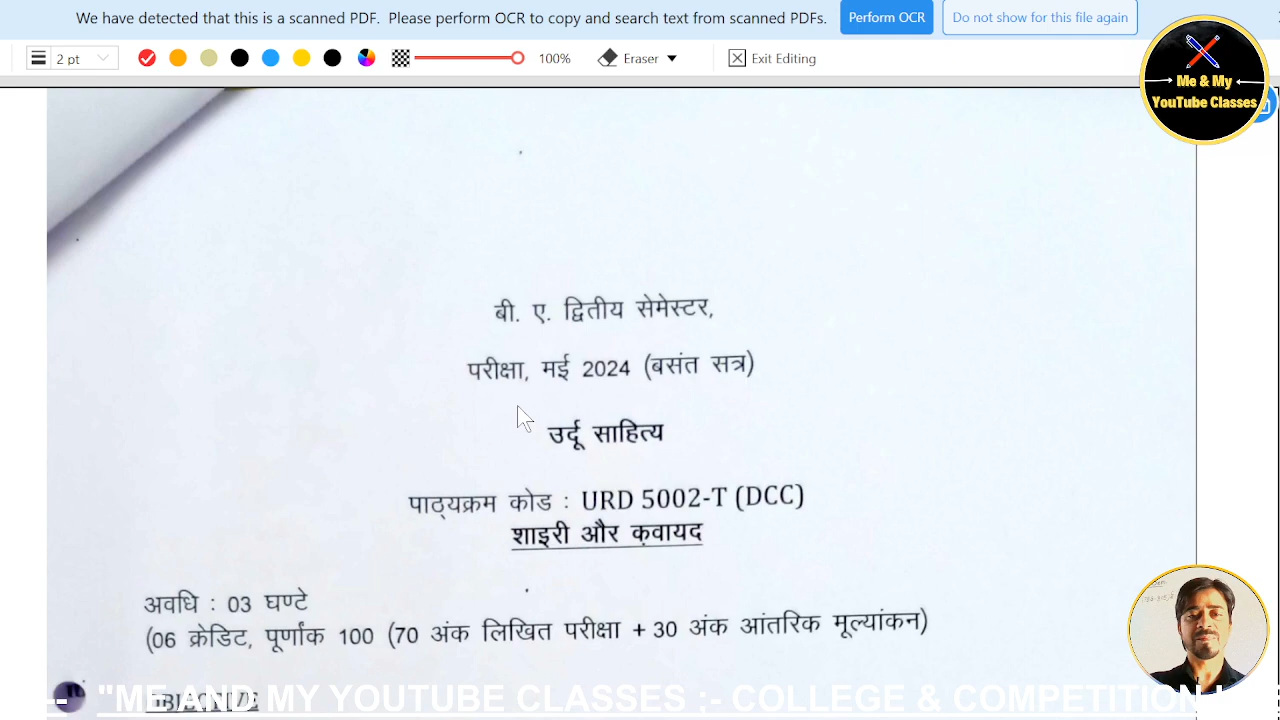 We have detected that this is a scanned PDF. Please perform OCR to copy and search text from scanned PDFs. Perform OCR Do not show for this file again
2 pt 100% Eraser Exit Editing
Me & My
YouTube Classes
बी. ए. द्वितीय सेमेस्टर,
परीक्षा, मई 2024 (बसंत सत्र)
उर्दू साहित्य
पाठ्यक्रम कोड : URD 5002-T (DCC)
शाइरी और क़वायद
अवधि : 03 घण्टे
(06 क्रेडिट, पूर्णांक 100 (70 अंक लिखित परीक्षा + 30 अंक आंतरिक मूल्यांकन)
-- "ME AND MY YOUTUBE CLASSES :- COLLEGE & COMPETITION